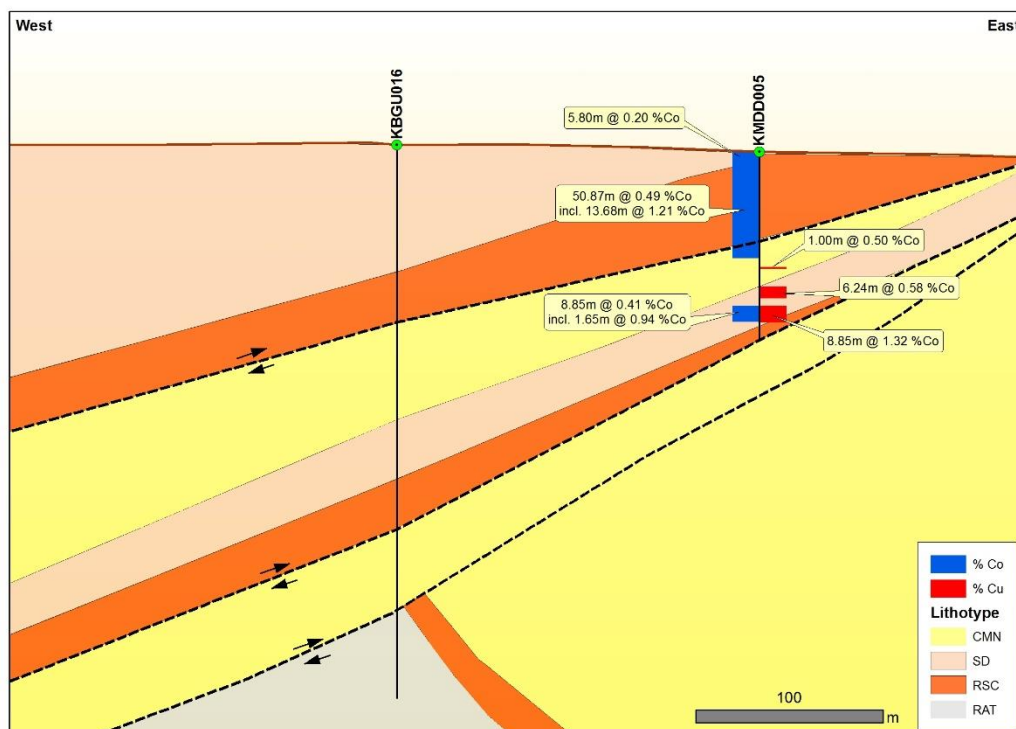 West
East
KBGU016
KMDD005
5.80m @ 0.20 %Co
50.87m @ 0.49 %Co
incl. 13.68m @ 1.21 %Co
1.00m @ 0.50 %Co
6.24m @ 0.58 %Co
8.85m @ 0.41 %Co
incl. 1.65m @ 0.94 %Co
8.85m @ 1.32 %Co
% Co
% Cu
Lithotype
CMN
SD
RSC
RAT
100
m